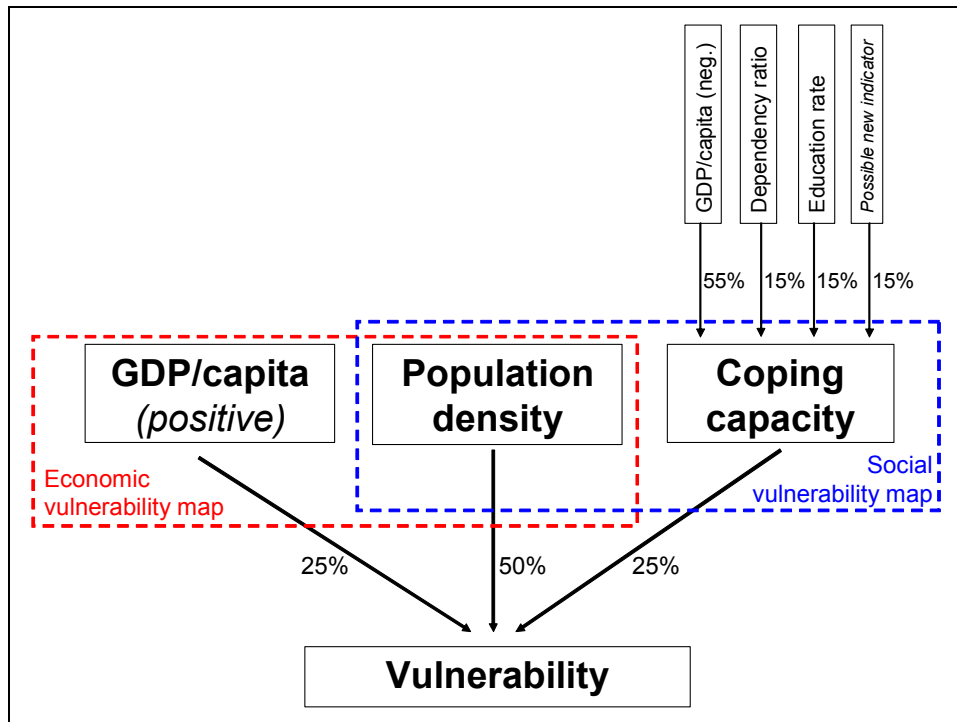 GDP/capita (neg.)
Dependency ratio
Education rate
Possible new indicator
55%
15%
15%
15%
GDP/capita
(positive)
Population
density
Coping
capacity
Economic
vulnerability map
Social
vulnerability map
25%
50%
25%
Vulnerability